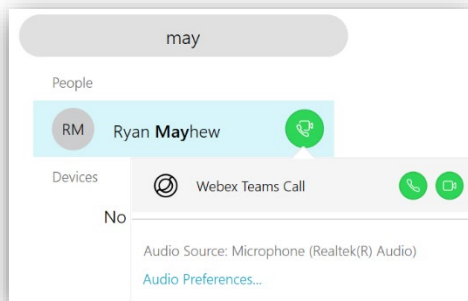 may
People
RM Ryan Mayhew
Devices
Webex Teams Call
No
Audio Source: Microphone (Realtek(R) Audio)
Audio Preferences...